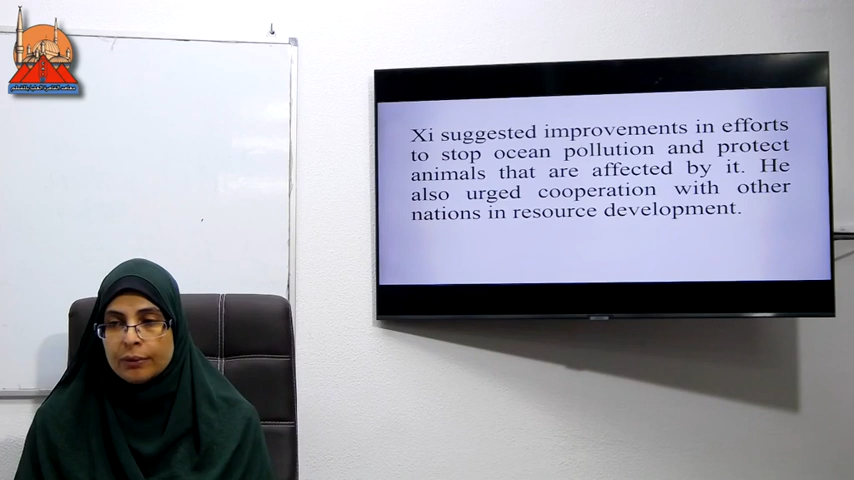 Xi suggested improvements in efforts
to stop ocean pollution and protect
animals that are affected by it. He
also urged cooperation with other
nations in resource development.